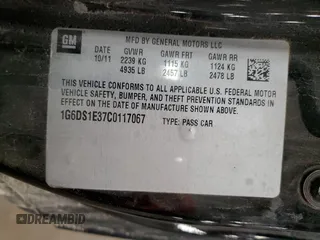 GM
MFD BY GENERAL MOTORS LLC
10/11 GVWR GAWR FRT GAWR RR
2239 KG 1115 KG 1124 KG
4935 LB 2457 LB 2478 LB
THIS VEHICLE CONFORMS TO ALL APPLICABLE U.S. FEDERAL MOTOR
VEHICLE SAFETY, BUMPER, AND THEFT PREVENTION STANDARDS IN
EFFECT ON THE DATE OF MANUFACTURE SHOWN ABOVE.
1G6DS1E37C0117067 TYPE: PASS CAR
DREAMBID